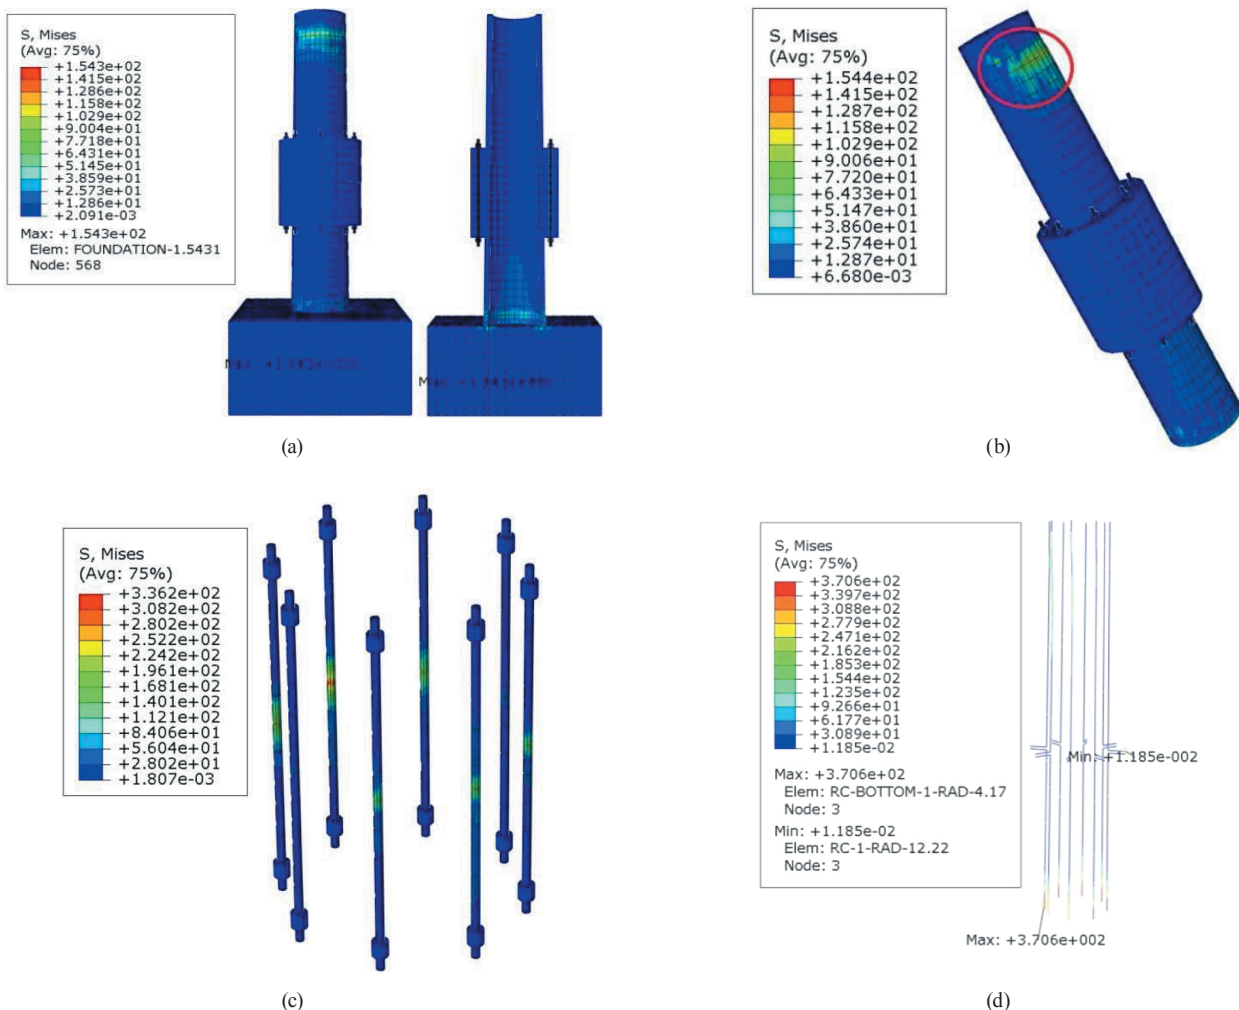 S, Mises
(Avg: 75%)
+1.543e+02
+1.415e+02
+1.286e+02
+1.158e+02
+1.029e+02
+9.004e+01
+7.718e+01
+6.431e+01
+5.145e+01
+3.859e+01
+2.573e+01
+1.286e+01
+2.091e-03
Max: +1.543e+02
Elem: FOUNDATION-1.5431
Node: 568
(a)
S, Mises
(Avg: 75%)
+1.544e+02
+1.415e+02
+1.287e+02
+1.158e+02
+1.029e+02
+9.006e+01
+7.720e+01
+6.433e+01
+5.147e+01
+3.860e+01
+2.574e+01
+1.287e+01
+6.680e-03
(b)
S, Mises
(Avg: 75%)
+3.362e+02
+3.082e+02
+2.802e+02
+2.522e+02
+2.242e+02
+1.961e+02
+1.681e+02
+1.401e+02
+1.121e+02
+8.406e+01
+5.604e+01
+2.802e+01
+1.807e-03
(c)
S, Mises
(Avg: 75%)
+3.706e+02
+3.397e+02
+3.088e+02
+2.779e+02
+2.471e+02
+2.162e+02
+1.853e+02
+1.544e+02
+1.235e+02
+9.266e+01
+6.177e+01
+3.089e+01
+1.185e-02
Max: +3.706e+02
Elem: RC-BOTTOM-1-RAD-4.17
Node: 3
Min: +1.185e-02
Elem: RC-1-RAD-12.22
Node: 3
Min: +1.185e-002
Max: +3.706e+002
(d)